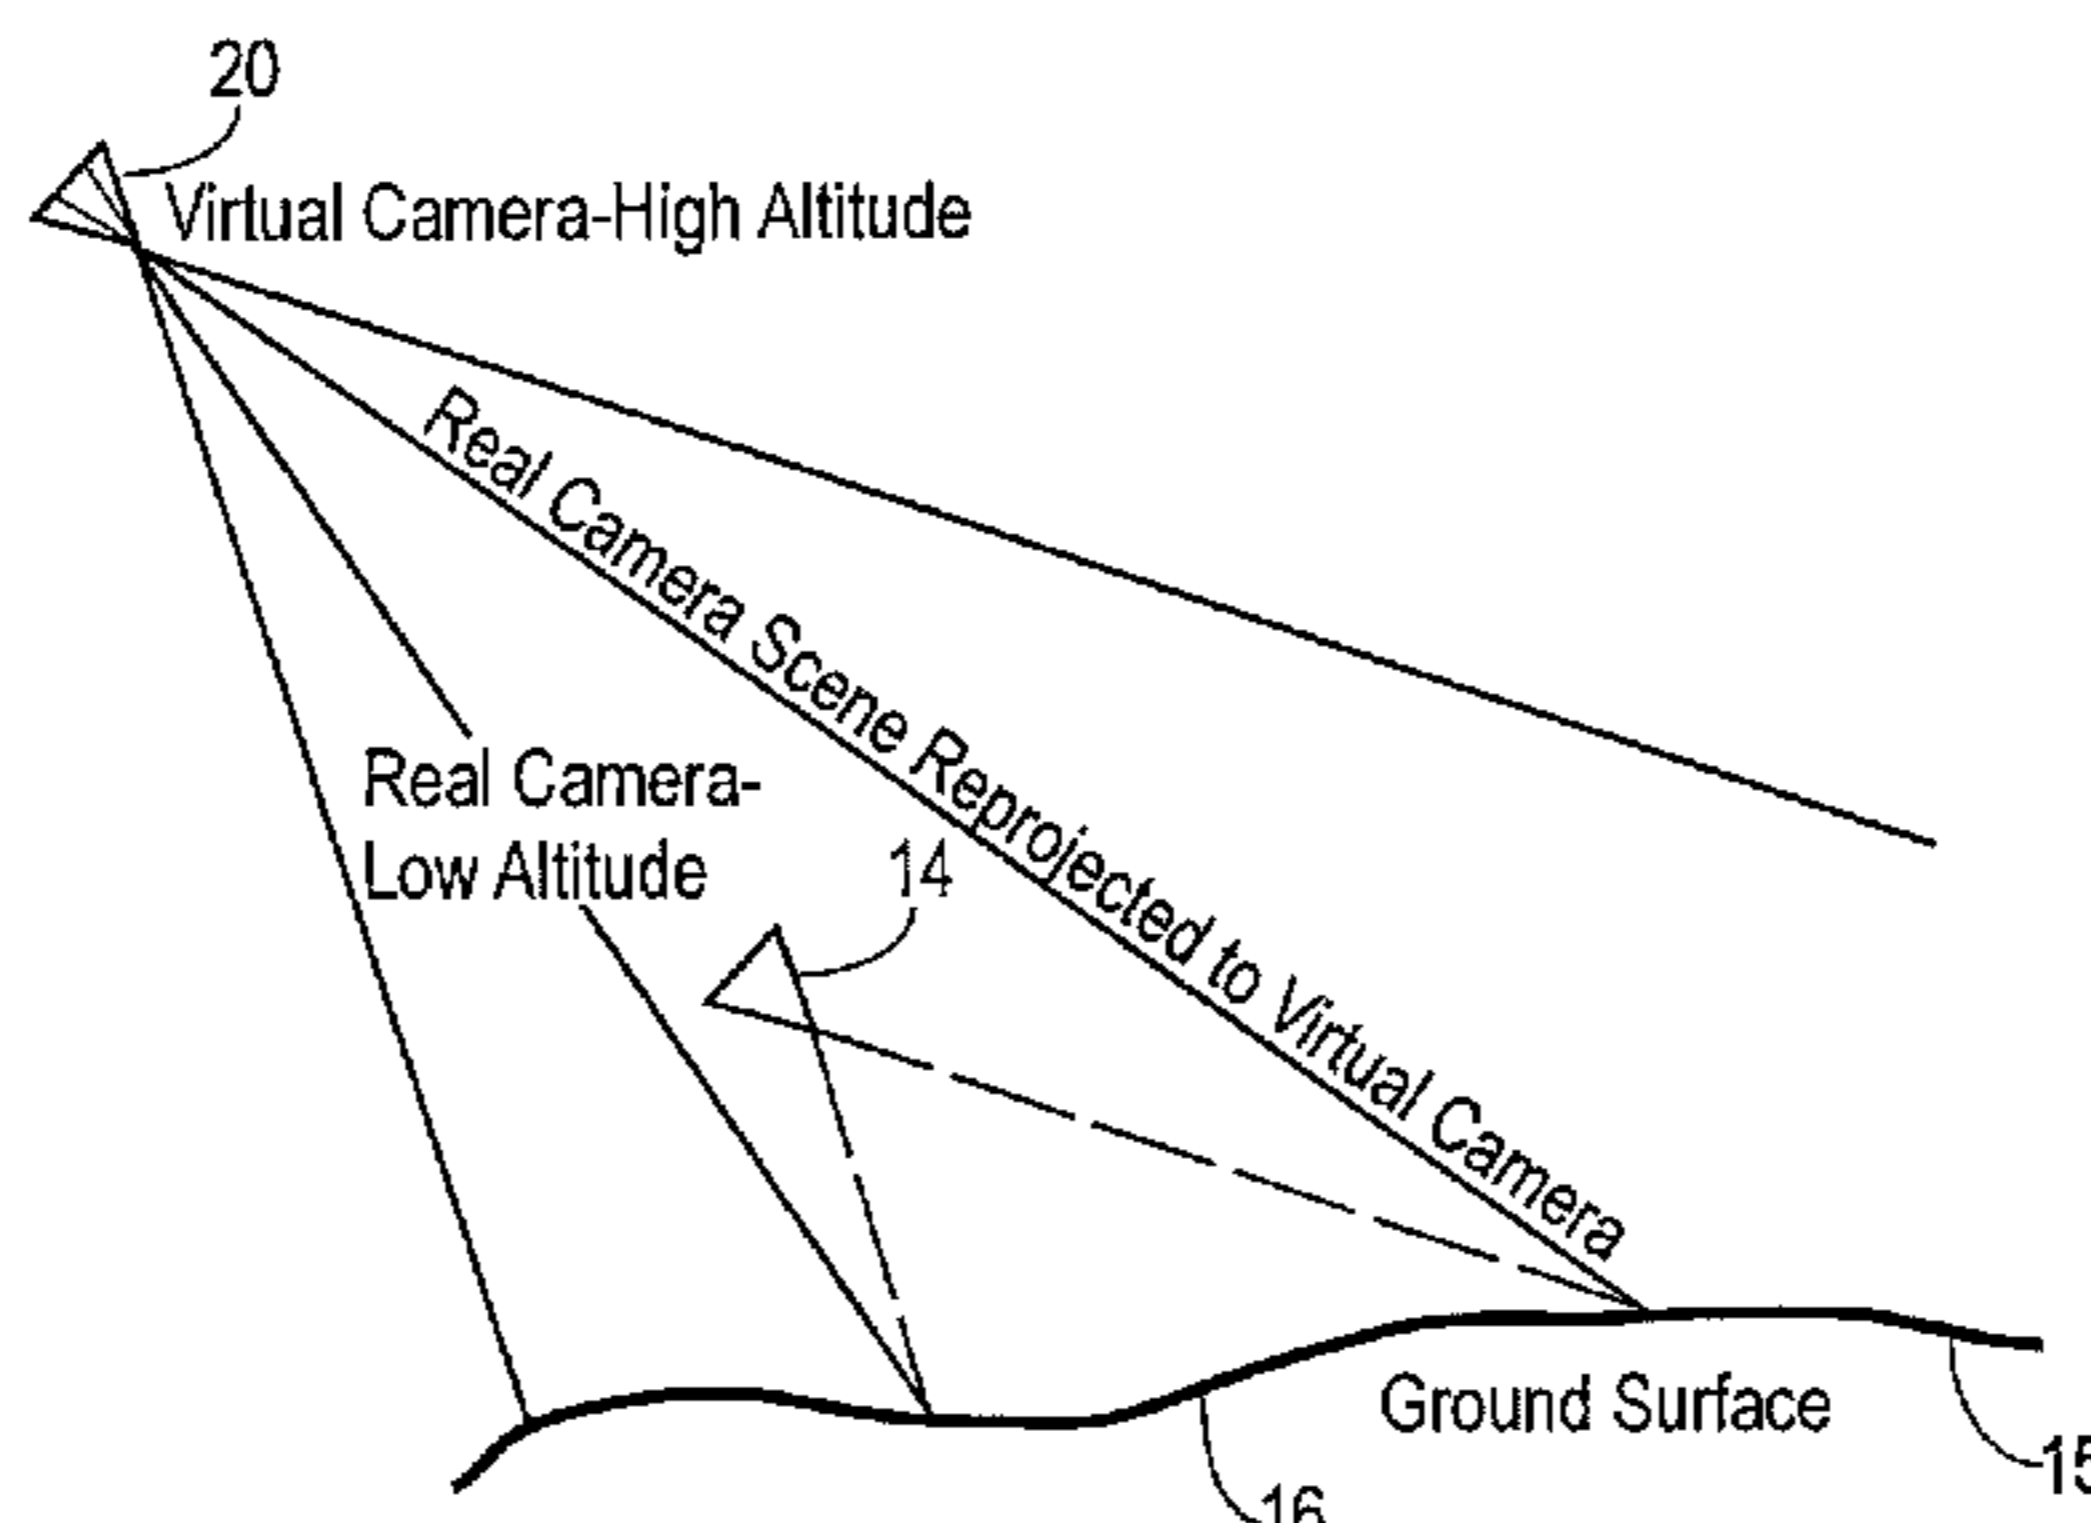 20
Virtual Camera-High Altitude
Real Camera Scene Reprojected to Virtual Camera
Real Camera-
Low Altitude
14
Ground Surface
15
16